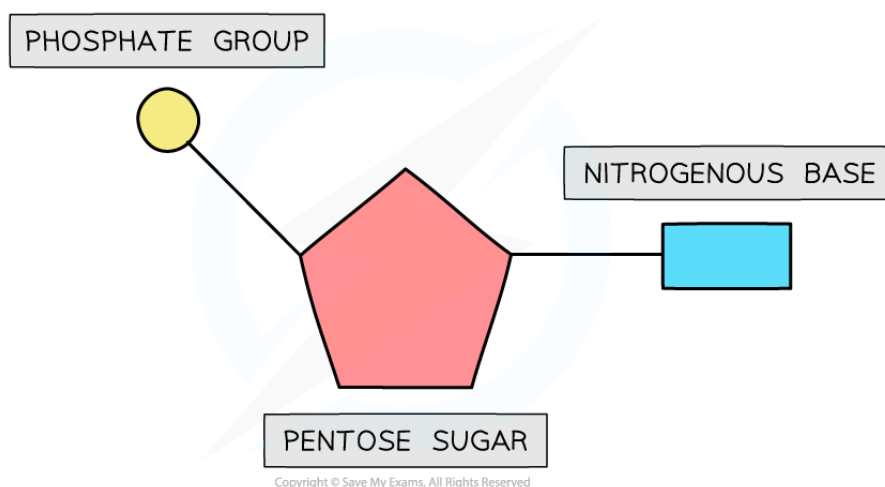 PHOSPHATE GROUP
NITROGENOUS BASE
PENTOSE SUGAR
Copyright © Save My Exams. All Rights Reserved